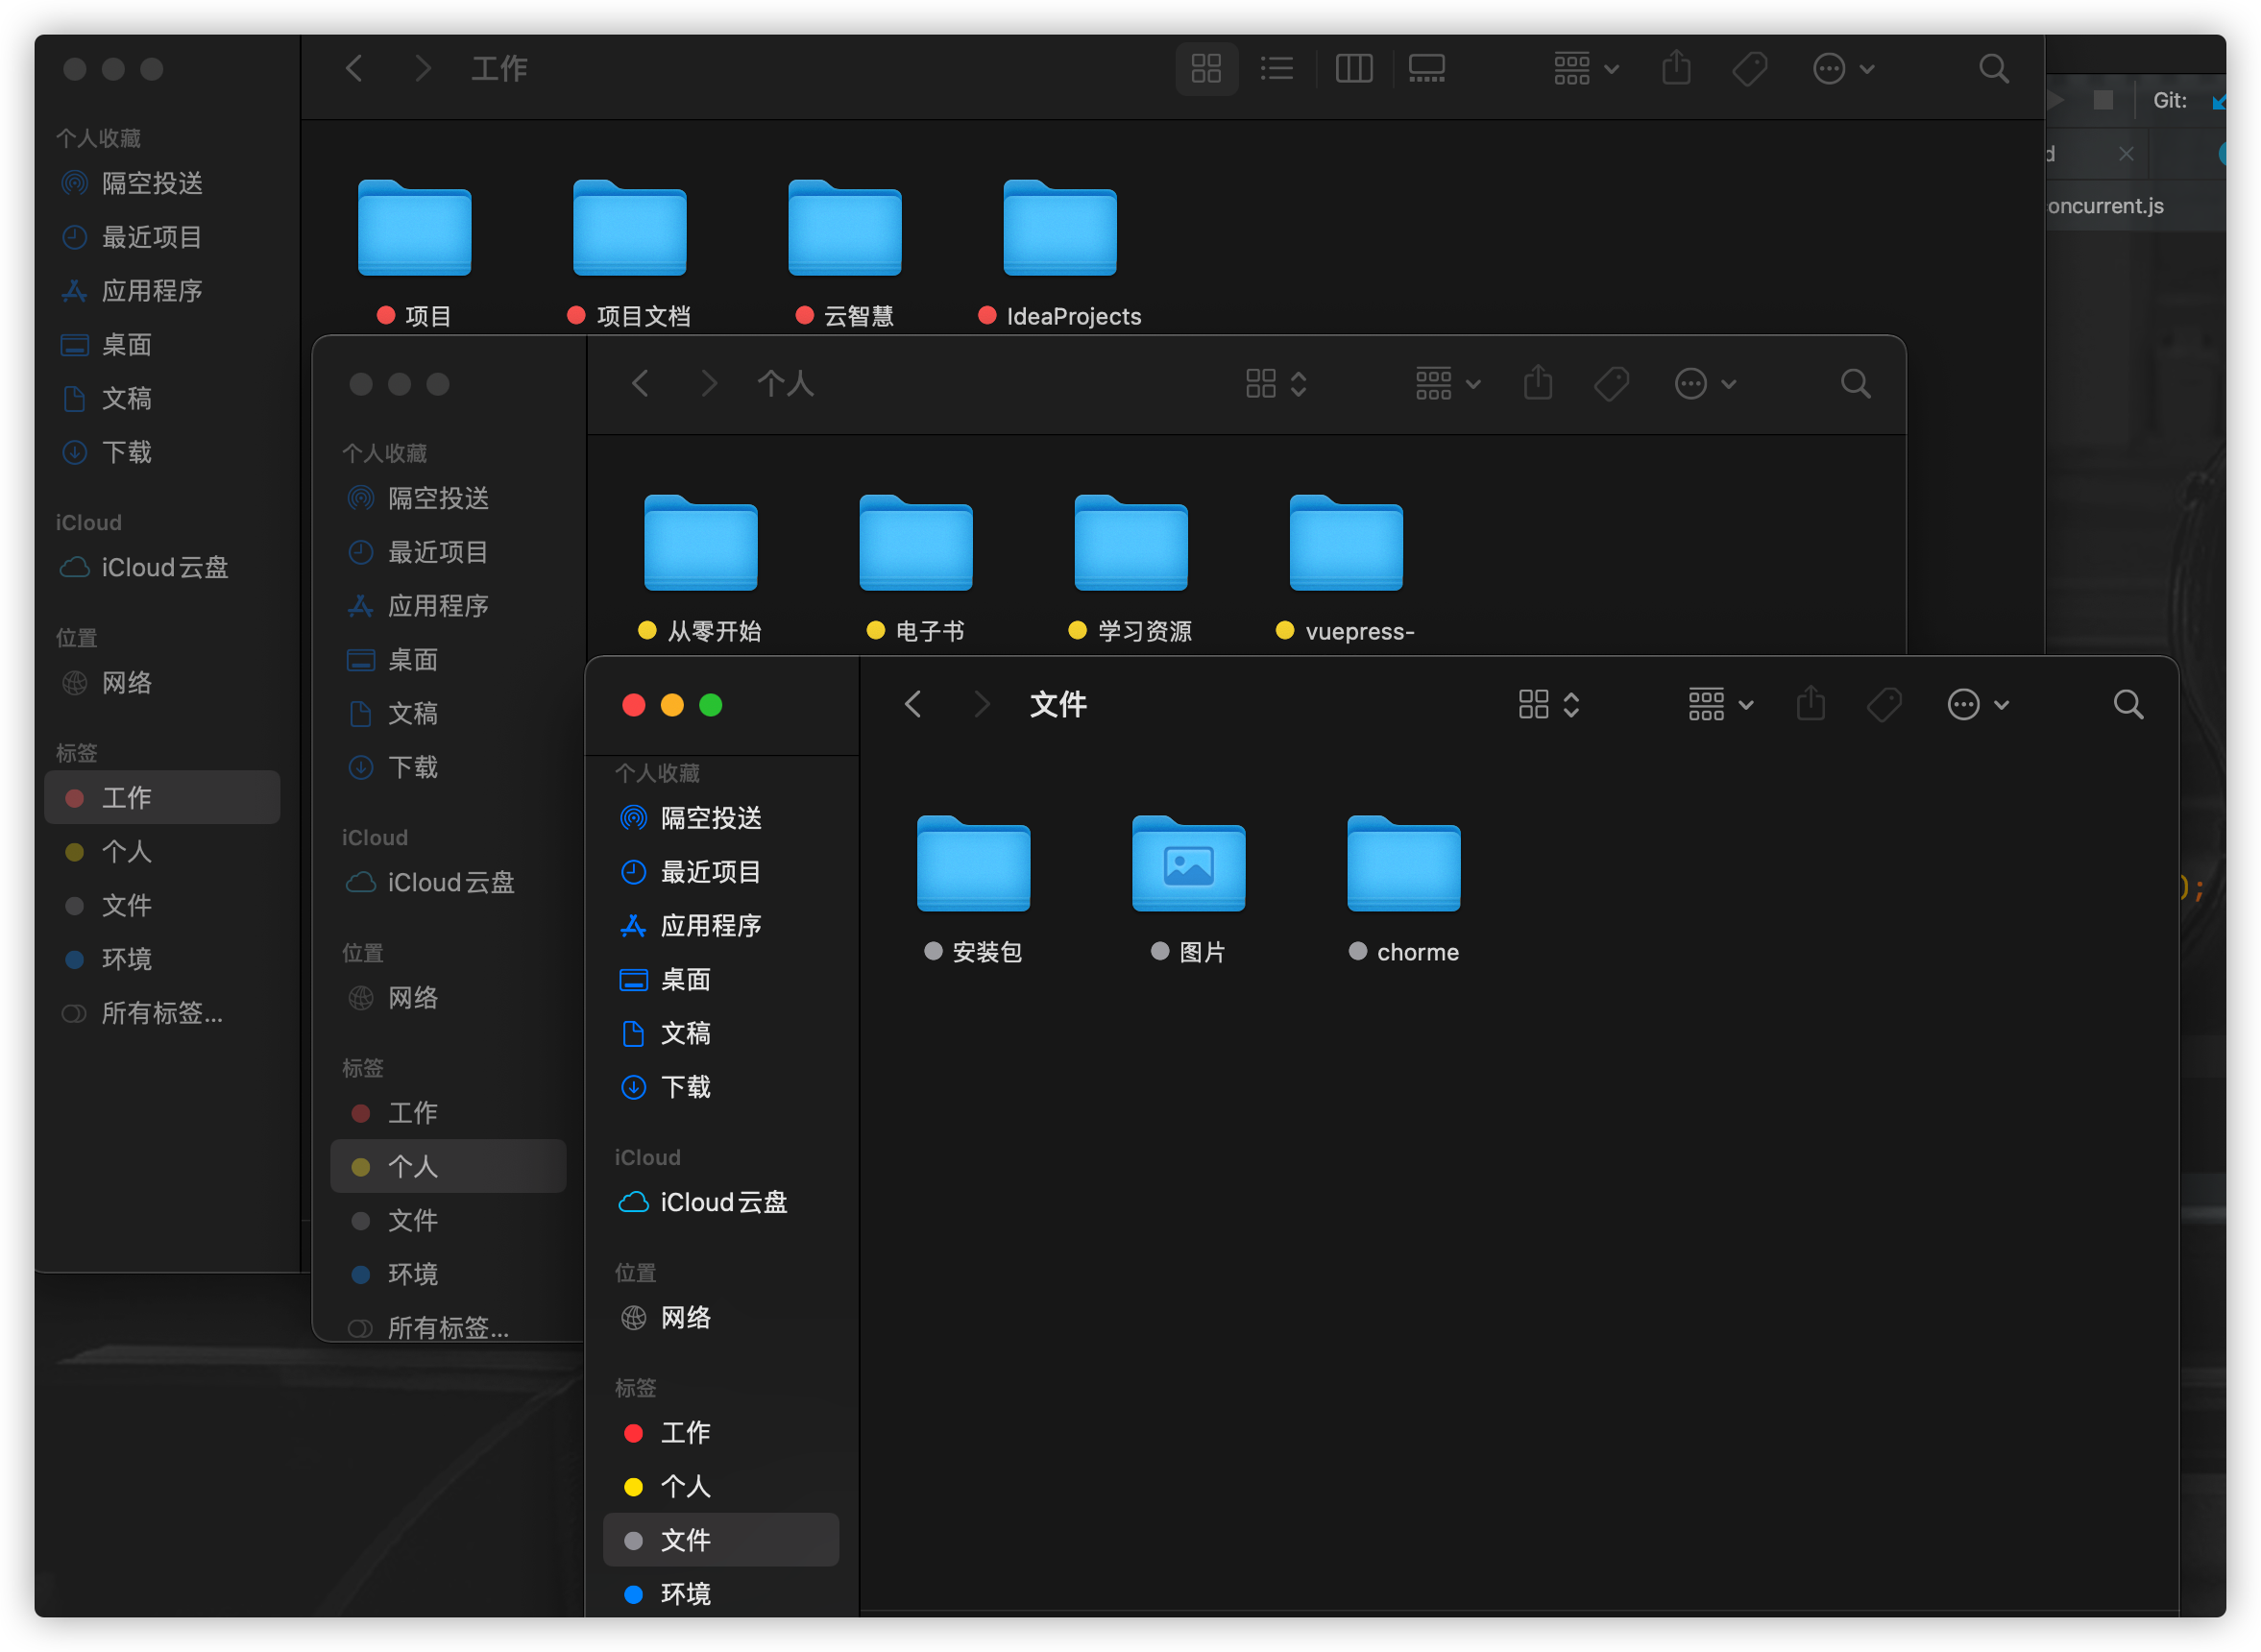 工作
个人收藏
隔空投送
最近项目
应用程序
桌面
文稿
下载
iCloud
iCloud云盘
位置
网络
标签
工作
个人
文件
环境
所有标签...
项目
项目文档
云智慧
IdeaProjects
Git:
oncurrent.js
个人
个人收藏
隔空投送
最近项目
应用程序
桌面
文稿
下载
iCloud
iCloud云盘
位置
网络
标签
工作
个人
文件
环境
所有标签...
从零开始
电子书
学习资源
vuepress-
文件
个人收藏
隔空投送
最近项目
应用程序
桌面
文稿
下载
iCloud
iCloud云盘
位置
网络
标签
工作
个人
文件
环境
安装包
图片
chorme
);